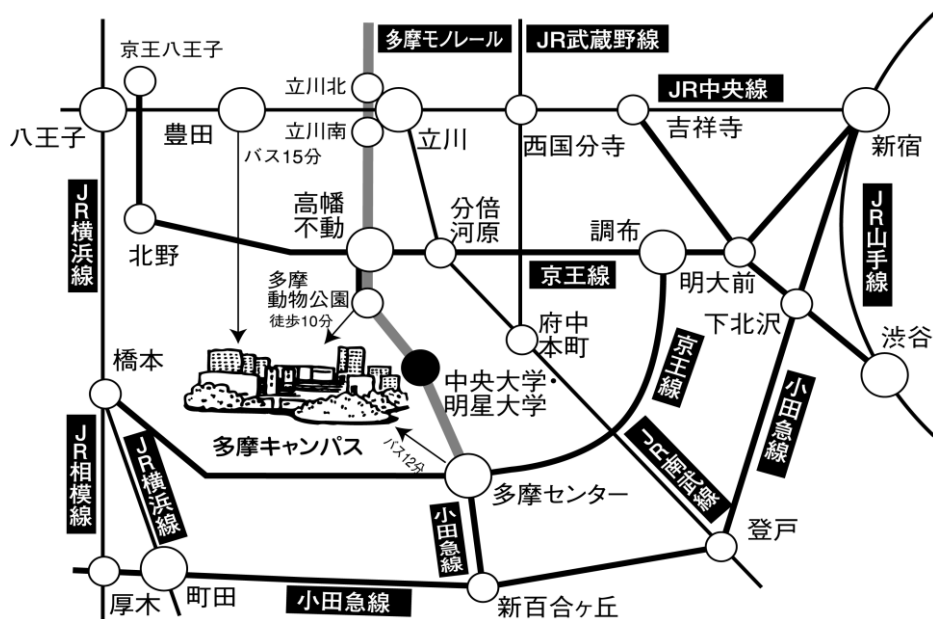 多摩モノレール
JR武蔵野線
京王八王子
立川北
JR中央線
八王子
豊田
立川南
立川
西国分寺
吉祥寺
新宿
バス15分
JR横浜線
高幡
不動
分倍
河原
調布
JR山手線
北野
京王線
明大前
多摩
動物公園
徒歩10分
下北沢
府中
本町
渋谷
橋本
中央大学・
明星大学
京王線
小田急線
多摩キャンパス
バス12分
JR相模線
JR横浜線
多摩センター
JR南武線
小田急線
登戸
厚木
町田
小田急線
新百合ヶ丘